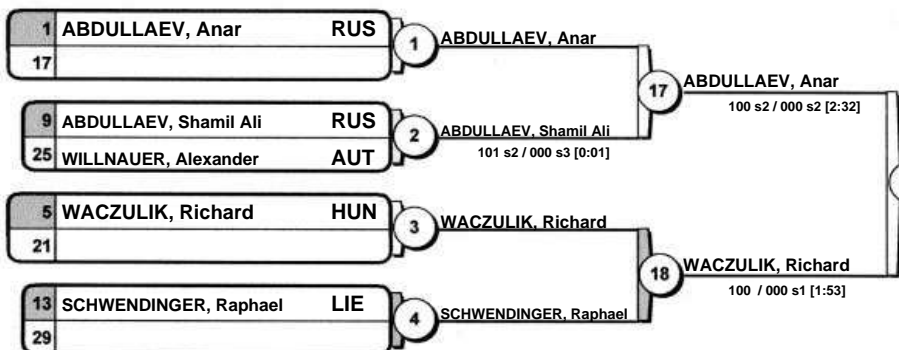 1 ABDULLAEV, Anar RUS
17
1 ABDULLAEV, Anar
9 ABDULLAEV, Shamil Ali RUS
25 WILLNAUER, Alexander AUT
2 ABDULLAEV, Shamil Ali
101 s2 / 000 s3 [0:01]
17 ABDULLAEV, Anar
100 s2 / 000 s2 [2:32]
5 WACZULIK, Richard HUN
21
3 WACZULIK, Richard
13 SCHWENDINGER, Raphael LIE
29
4 SCHWENDINGER, Raphael
18 WACZULIK, Richard
100 / 000 s1 [1:53]